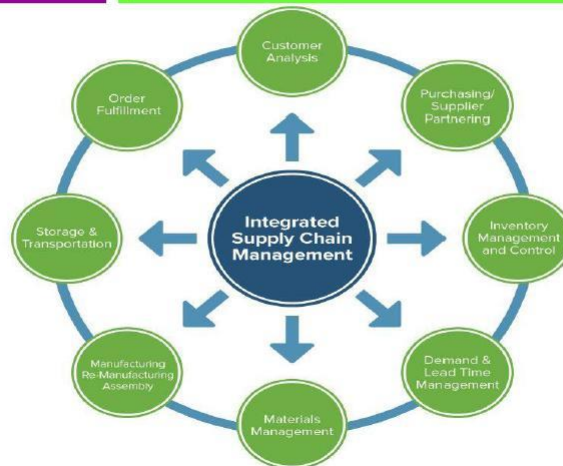 Customer
Analysis
Purchasing/
Supplier
Partnering
Inventory
Management
and Control
Demand &
Lead Time
Management
Materials
Management
Manufacturing
Re-Manufacturing
Assembly
Storage &
Transportation
Order
Fulfillment
Integrated
Supply Chain
Management